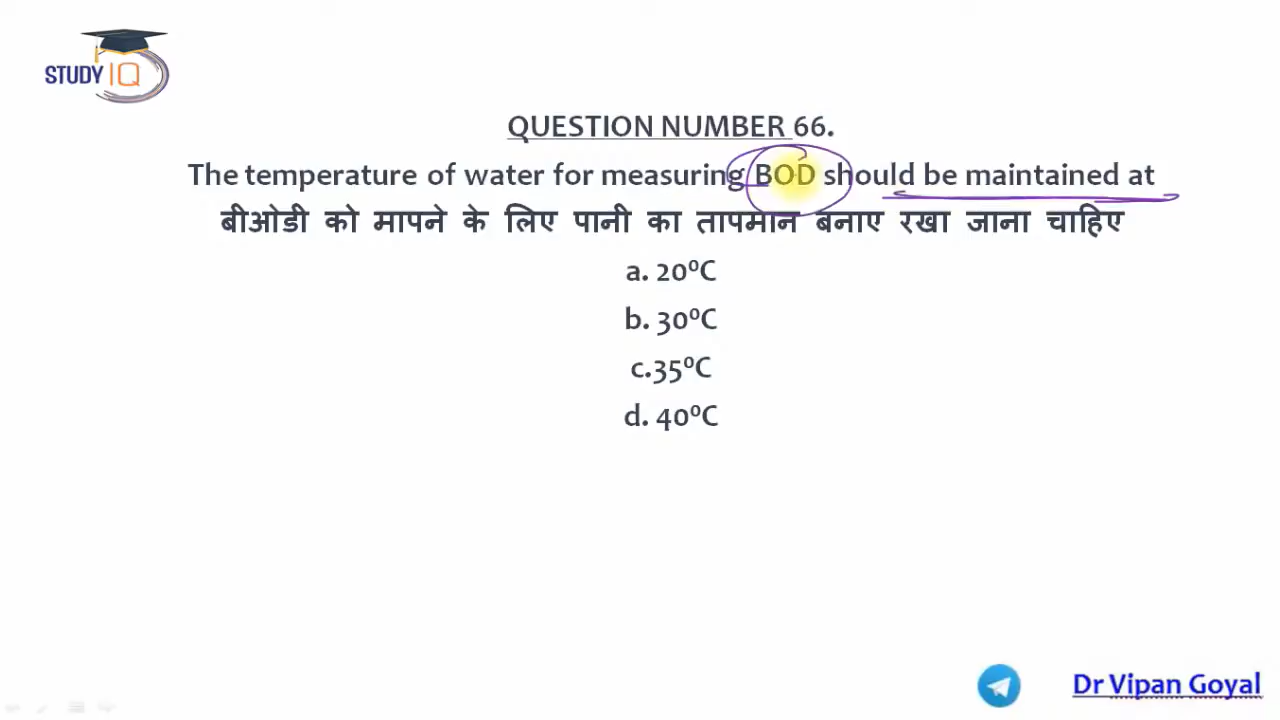 STUDY IQ
QUESTION NUMBER 66.
The temperature of water for measuring BOD should be maintained at
बीओडी को मापने के लिए पानी का तापमान बनाए रखा जाना चाहिए
a. 20⁰C
b. 30⁰C
c.35⁰C
d. 40⁰C
Dr Vipan Goyal